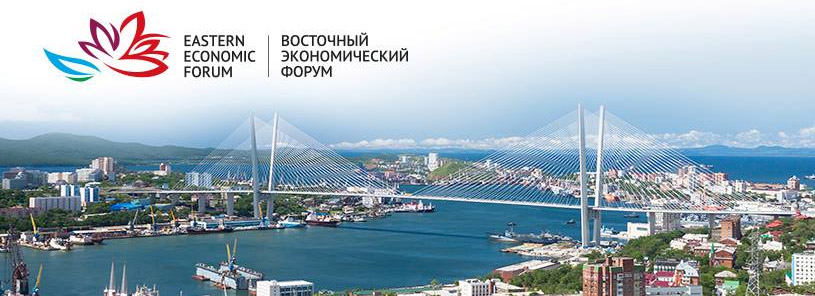 EASTERN
ECONOMIC
FORUM
ВОСТОЧНЫЙ
ЭКОНОМИЧЕСКИЙ
ФОРУМ